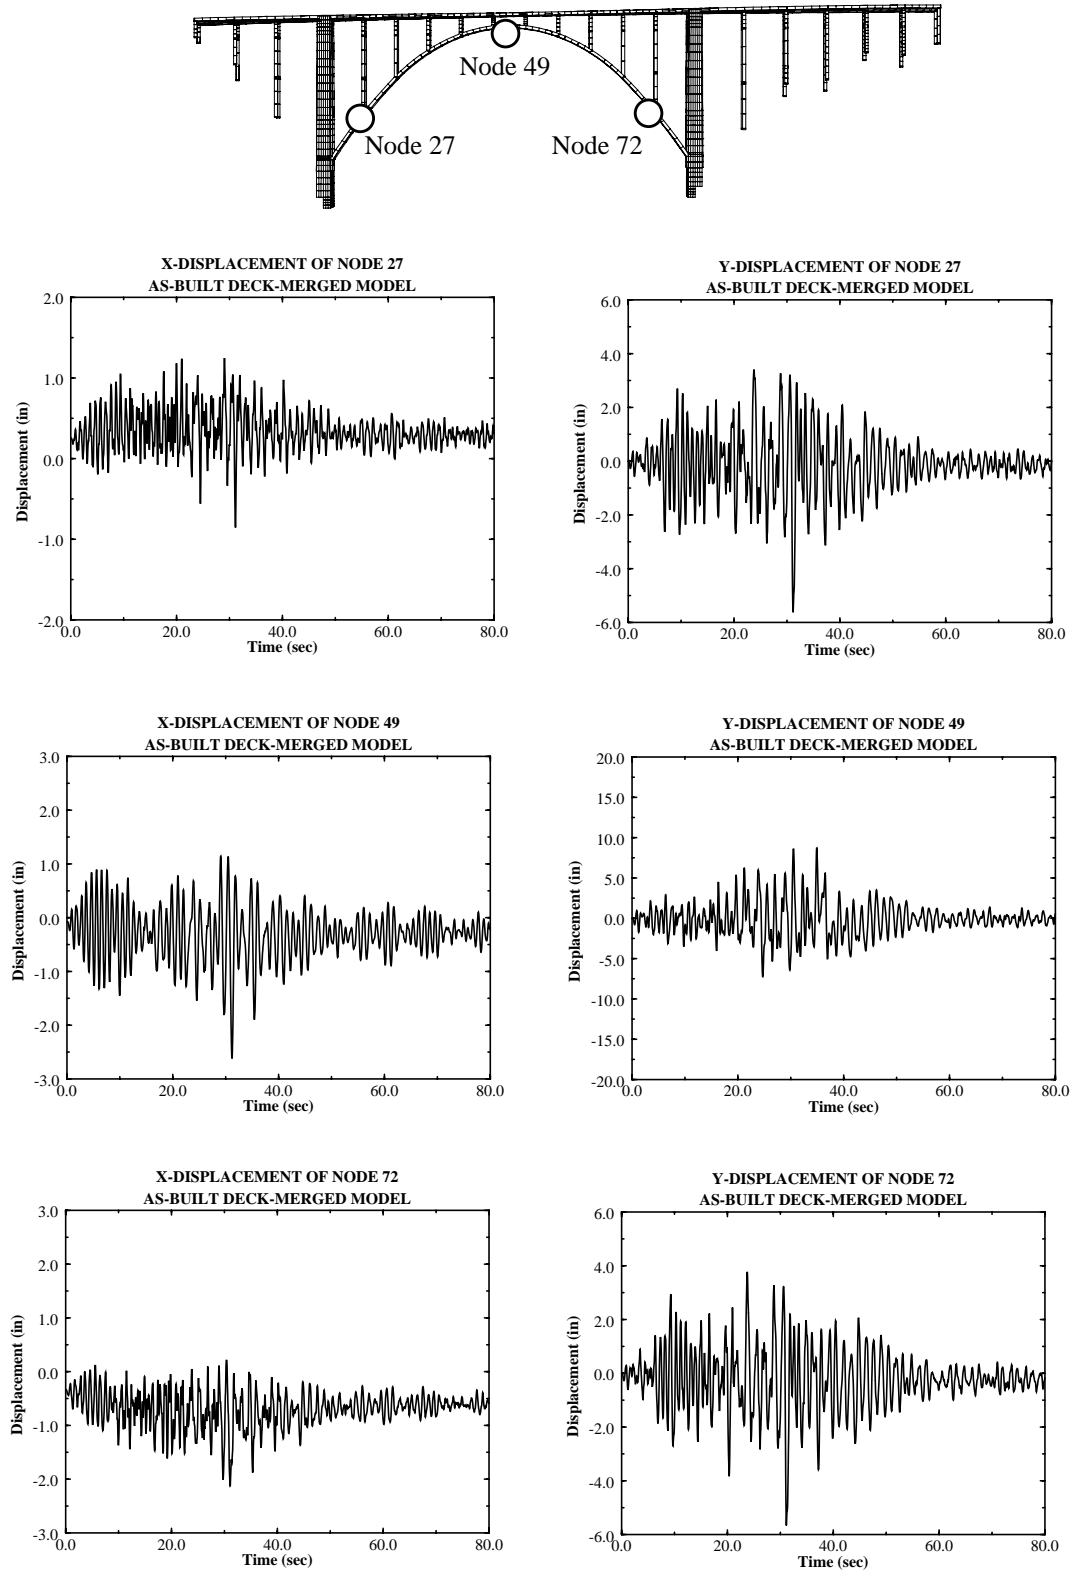 Node 49
Node 27
Node 72
X-DISPLACEMENT OF NODE 27
AS-BUILT DECK-MERGED MODEL
2.0
1.0
0.0
-1.0
-2.0
Displacement (in)
0.0 20.0 40.0 60.0 80.0
Time (sec)
Y-DISPLACEMENT OF NODE 27
AS-BUILT DECK-MERGED MODEL
6.0
4.0
2.0
0.0
-2.0
-4.0
-6.0
Displacement (in)
0.0 20.0 40.0 60.0 80.0
Time (sec)
X-DISPLACEMENT OF NODE 49
AS-BUILT DECK-MERGED MODEL
3.0
2.0
1.0
0.0
-1.0
-2.0
-3.0
Displacement (in)
0.0 20.0 40.0 60.0 80.0
Time (sec)
Y-DISPLACEMENT OF NODE 49
AS-BUILT DECK-MERGED MODEL
20.0
15.0
10.0
5.0
0.0
-5.0
-10.0
-15.0
-20.0
Displacement (in)
0.0 20.0 40.0 60.0 80.0
Time (sec)
X-DISPLACEMENT OF NODE 72
AS-BUILT DECK-MERGED MODEL
3.0
2.0
1.0
0.0
-1.0
-2.0
-3.0
Displacement (in)
0.0 20.0 40.0 60.0 80.0
Time (sec)
Y-DISPLACEMENT OF NODE 72
AS-BUILT DECK-MERGED MODEL
6.0
4.0
2.0
0.0
-2.0
-4.0
-6.0
Displacement (in)
0.0 20.0 40.0 60.0 80.0
Time (sec)